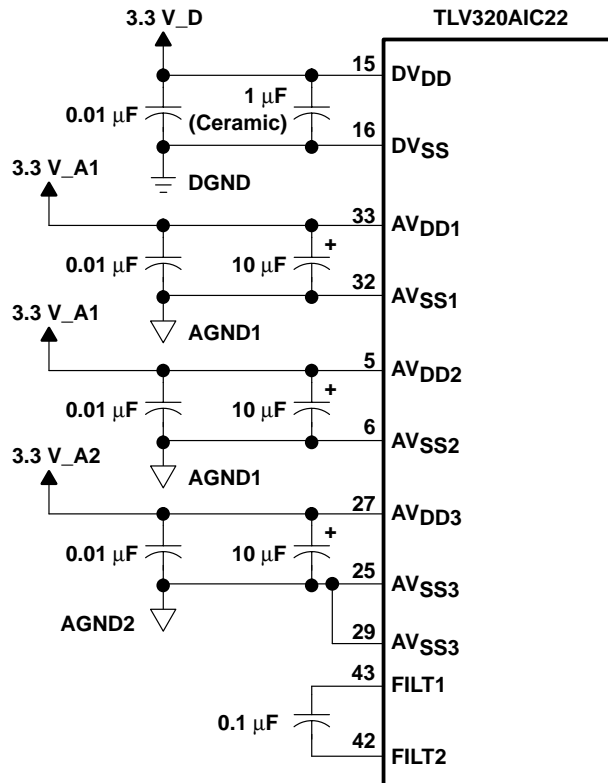 3.3 V_D
TLV320AIC22
15
DVDD
0.01 μF
1 μF
(Ceramic)
16
DVSS
DGND
3.3 V_A1
33
AVDD1
0.01 μF
10 μF
+
32
AVSS1
AGND1
3.3 V_A1
5
AVDD2
0.01 μF
10 μF
+
6
AVSS2
AGND1
3.3 V_A2
27
AVDD3
0.01 μF
10 μF
+
25
AVSS3
AGND2
29
AVSS3
43
FILT1
0.1 μF
42
FILT2